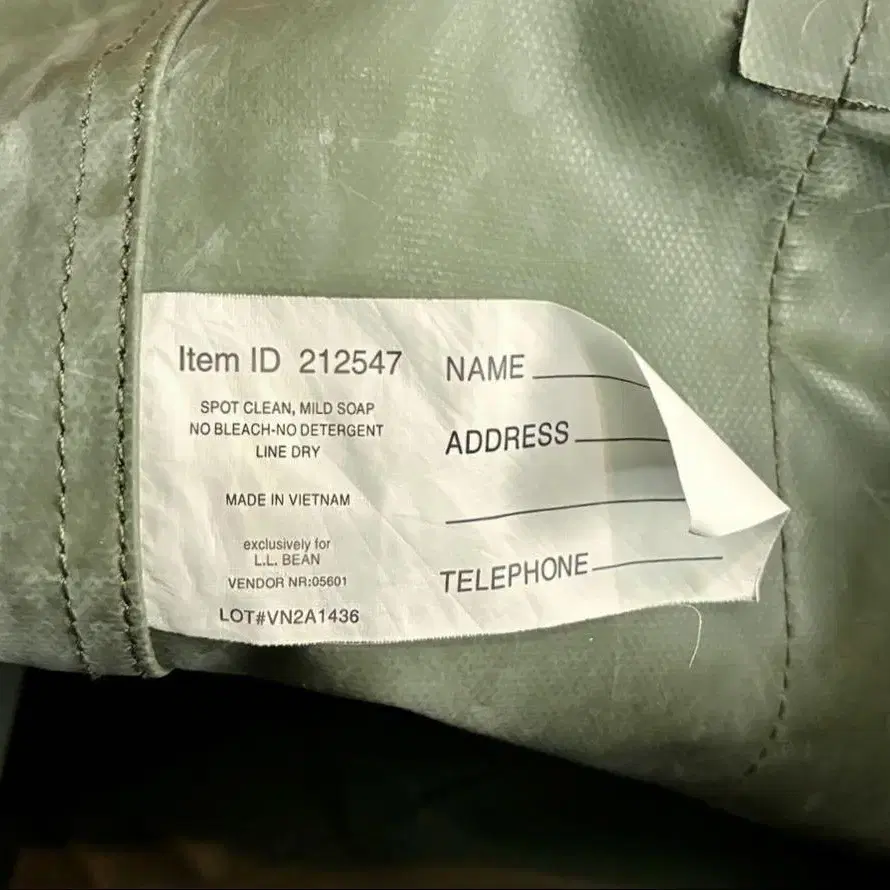 Item ID 212547
SPOT CLEAN, MILD SOAP
NO BLEACH-NO DETERGENT
LINE DRY
MADE IN VIETNAM
exclusively for
L.L. BEAN
VENDOR NR:05601
LOT#VN2A1436
NAME
ADDRESS
TELEPHONE